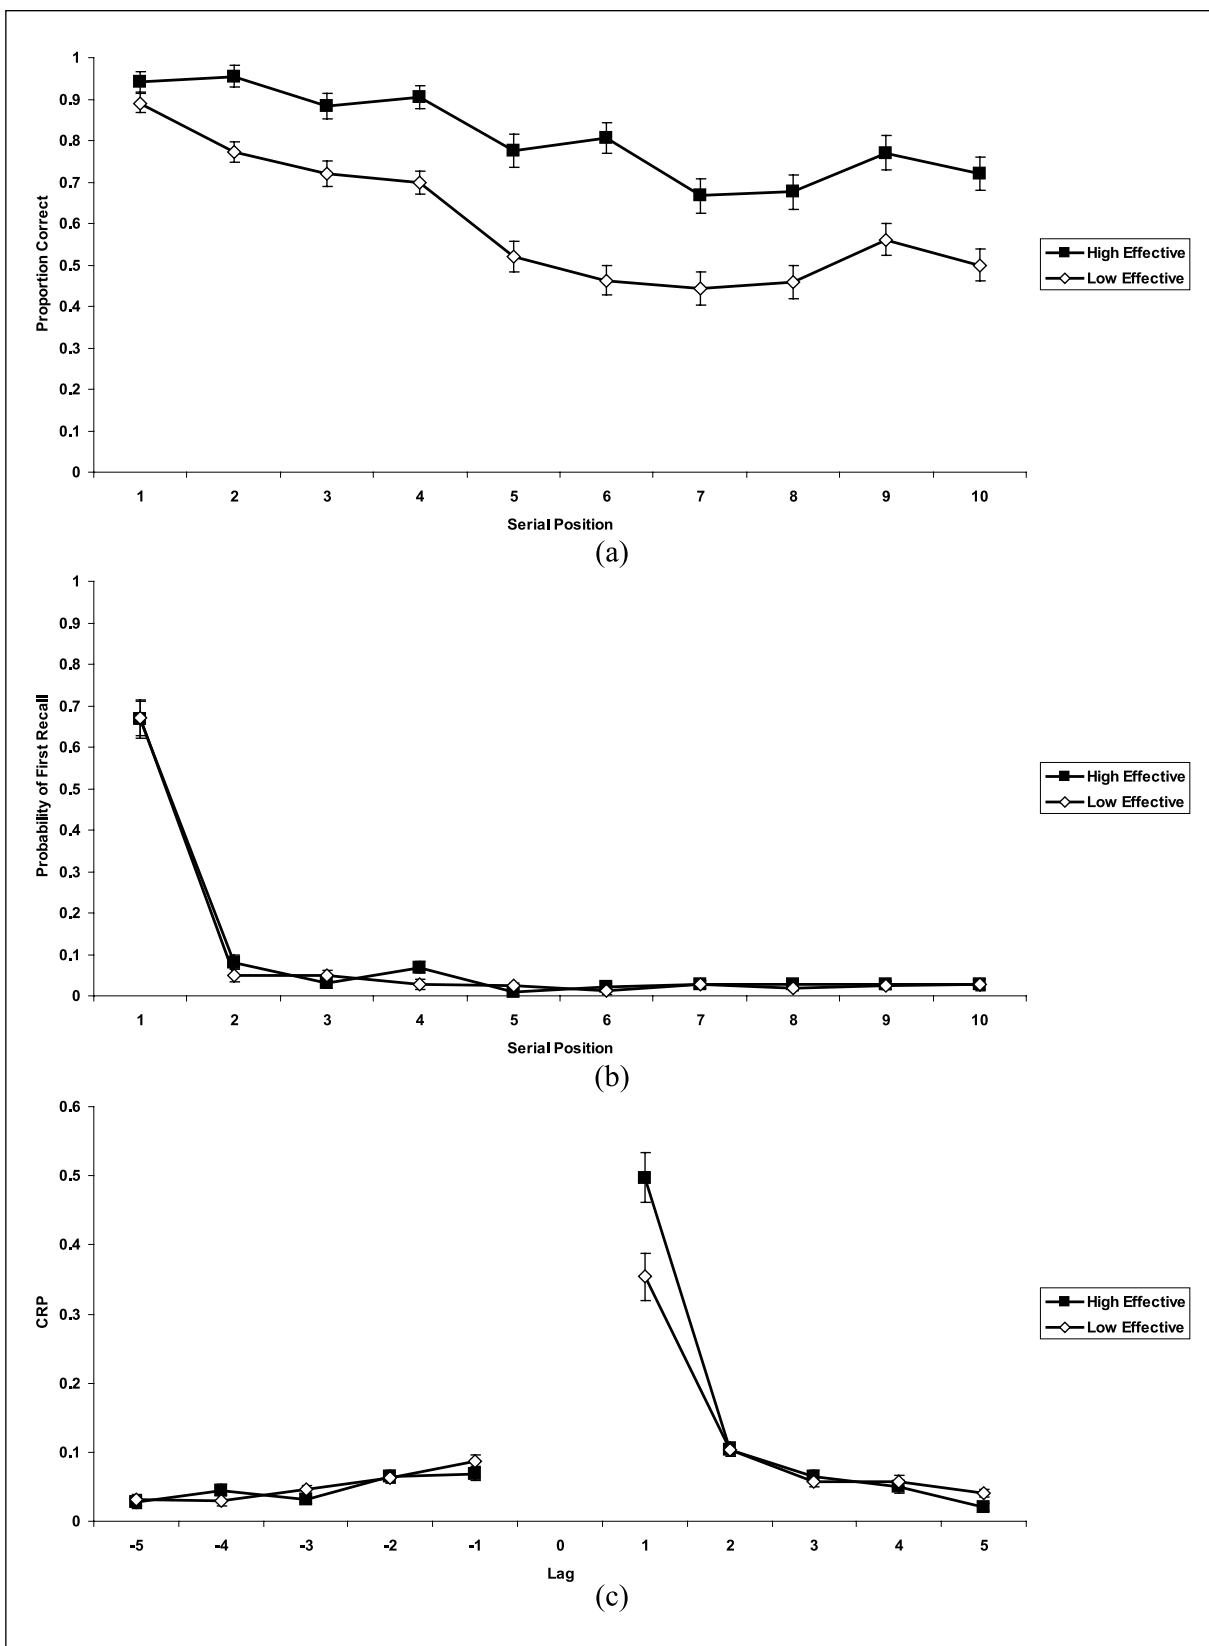 1
0.9
0.8
0.7
0.6
0.5
0.4
0.3
0.2
0.1
0
Proportion Correct
1 2 3 4 5 6 7 8 9 10
Serial Position
High Effective
Low Effective
(a)
1
0.9
0.8
0.7
0.6
0.5
0.4
0.3
0.2
0.1
0
Probability of First Recall
1 2 3 4 5 6 7 8 9 10
Serial Position
High Effective
Low Effective
(b)
0.6
0.5
0.4
0.3
0.2
0.1
0
CRP
-5 -4 -3 -2 -1 0 1 2 3 4 5
Lag
High Effective
Low Effective
(c)